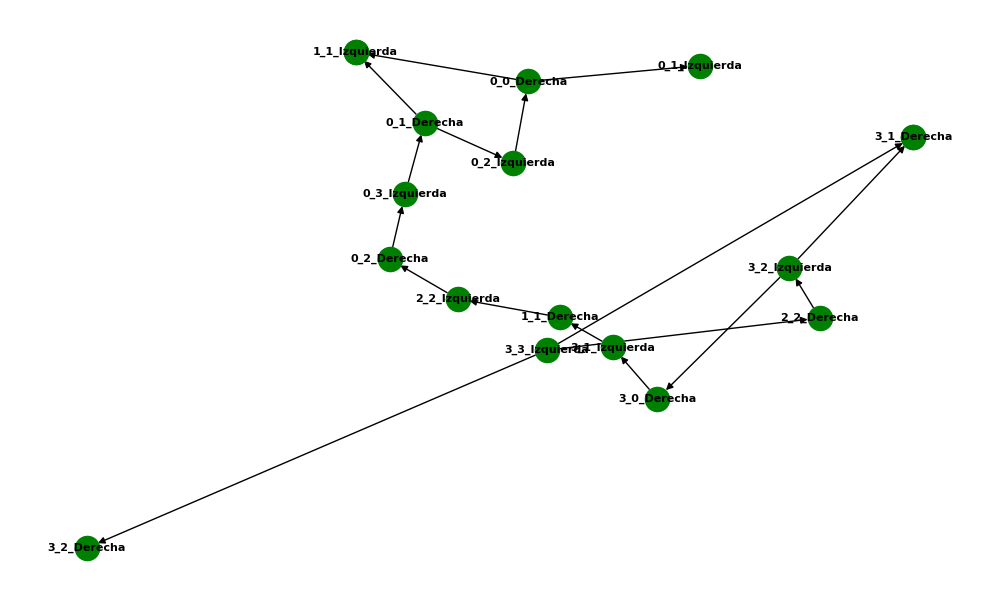 1_1_Izquierda
0_1_Izquierda
0_0_Derecha
0_1_Derecha
3_1_Derecha
0_2_Izquierda
0_3_Izquierda
0_2_Derecha
3_2_Izquierda
2_2_Izquierda
1_1_Derecha
2_2_Derecha
3_3_Izquierda
3_1_Izquierda
3_0_Derecha
3_2_Derecha